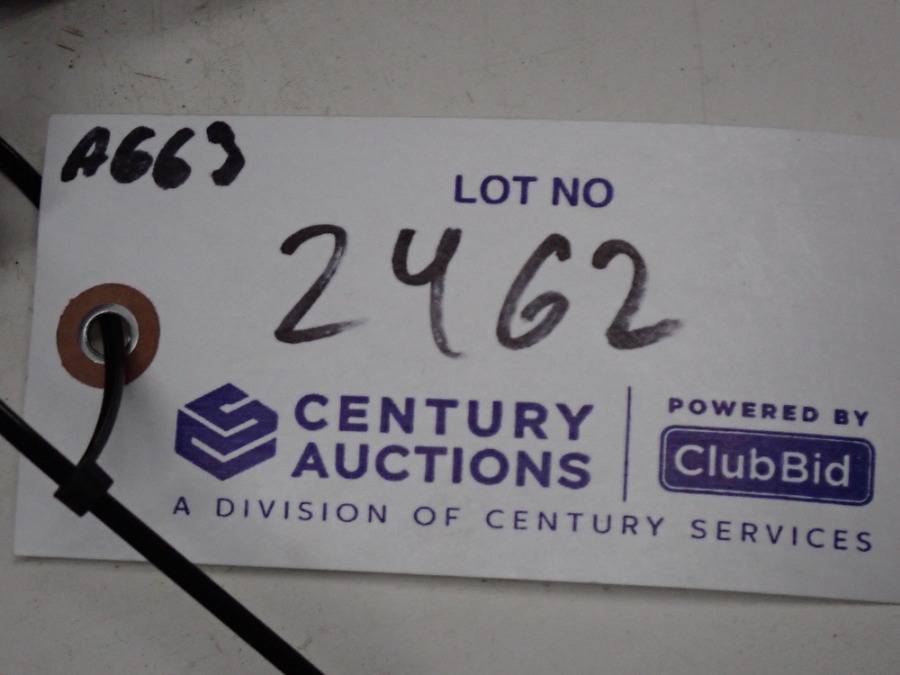 A663
LOT NO
2462
CENTURY
AUCTIONS
POWERED BY
ClubBid
A DIVISION OF CENTURY SERVICES